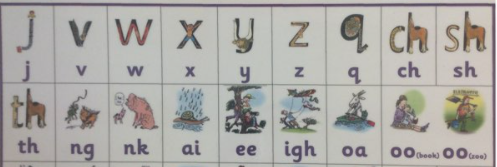 j v w x y z q ch sh
j v w x y z q ch sh
th
th ng nk ai ee igh oa oo (book) oo (zoo)